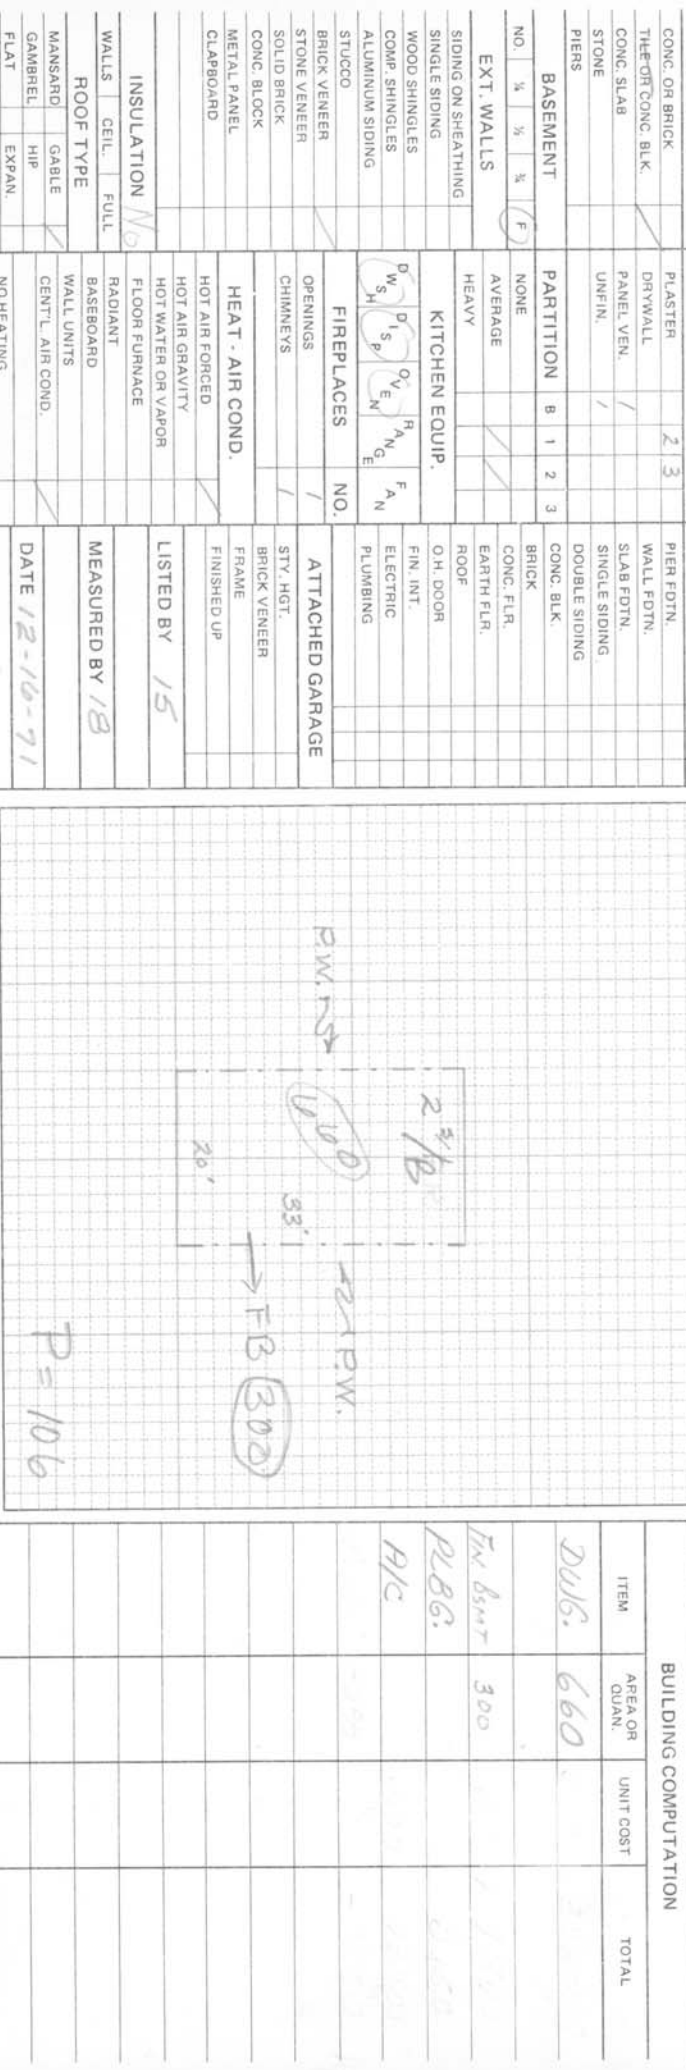 CONC. OR BRICK
TILE OR CONC. BLK. /
CONC. SLAB
STONE
PIERS
BASEMENT
NO. ¼ ½ ¾ F
EXT. WALLS
SIDING ON SHEATHING
SINGLE SIDING
WOOD SHINGLES
COMP. SHINGLES
ALUMINUM SIDING
STUCCO
BRICK VENEER /
STONE VENEER
SOLID BRICK
CONC. BLOCK
METAL PANEL
CLAPBOARD
INSULATION No
WALLS CEIL. FULL
ROOF TYPE
MANSARD GABLE /
GAMBREL HIP
FLAT EXPAN.
PLASTER 2 3
DRYWALL
PANEL VEN. /
UNFIN. /
PARTITION B 1 2 3
NONE
AVERAGE / /
HEAVY
KITCHEN EQUIP.
DWSH DISP OVEN RANGE FAN
FIREPLACES NO.
OPENINGS 1
CHIMNEYS 1
HEAT - AIR COND.
HOT AIR FORCED /
HOT AIR GRAVITY
HOT WATER OR VAPOR
FLOOR FURNACE
RADIANT
BASEBOARD
WALL UNITS
CENT'L. AIR COND. /
NO HEATING
PIER FDTN.
WALL FDTN.
SLAB FDTN.
SINGLE SIDING
DOUBLE SIDING
CONC. BLK.
BRICK
CONC. FLR.
EARTH FLR.
ROOF
O.H. DOOR
FIN. INT.
ELECTRIC
PLUMBING
ATTACHED GARAGE
STY. HGT.
BRICK VENEER
FRAME
FINISHED UP
LISTED BY 15
MEASURED BY 18
DATE 12-16-91
2 ¾/B
P.W.
660
33'
P.W.
20'
FB 300
P = 106
BUILDING COMPUTATION
ITEM AREA OR QUAN. UNIT COST TOTAL
DWG. 660
FIN BSMT 300
PLBG.
A/C